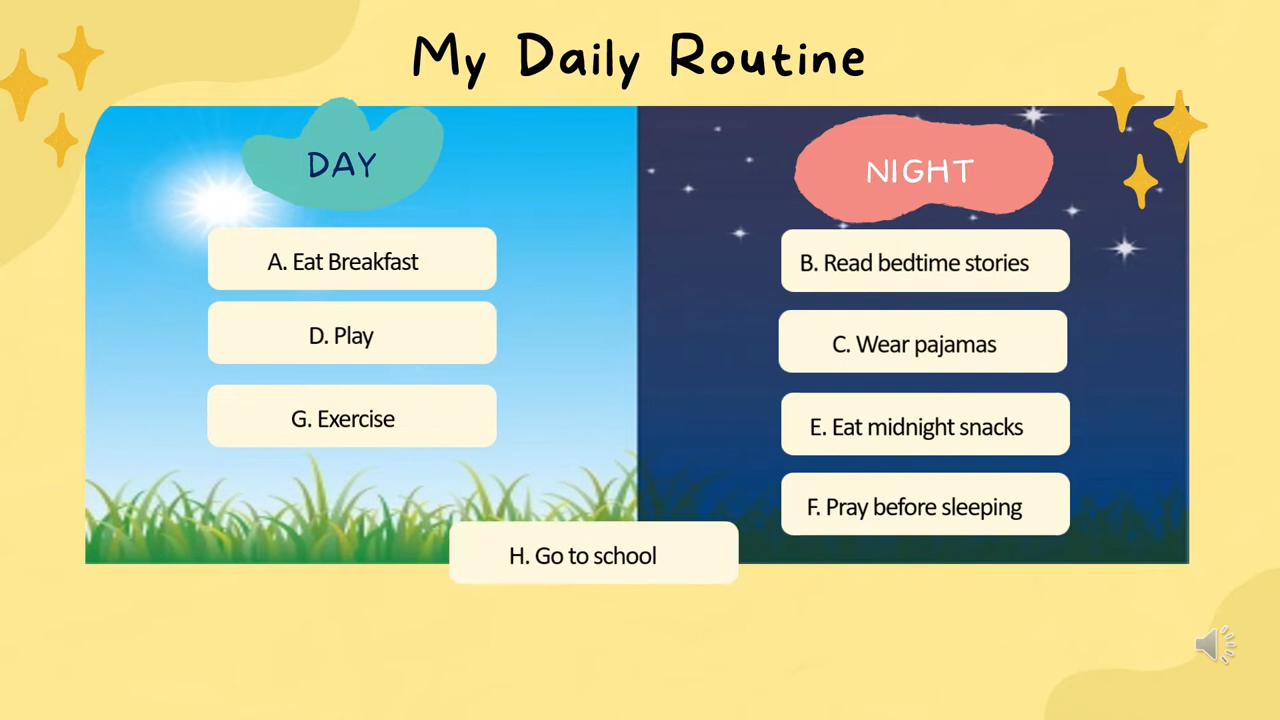 My Daily Routine
DAY
A. Eat Breakfast
D. Play
G. Exercise
NIGHT
B. Read bedtime stories
C. Wear pajamas
E. Eat midnight snacks
F. Pray before sleeping
H. Go to school